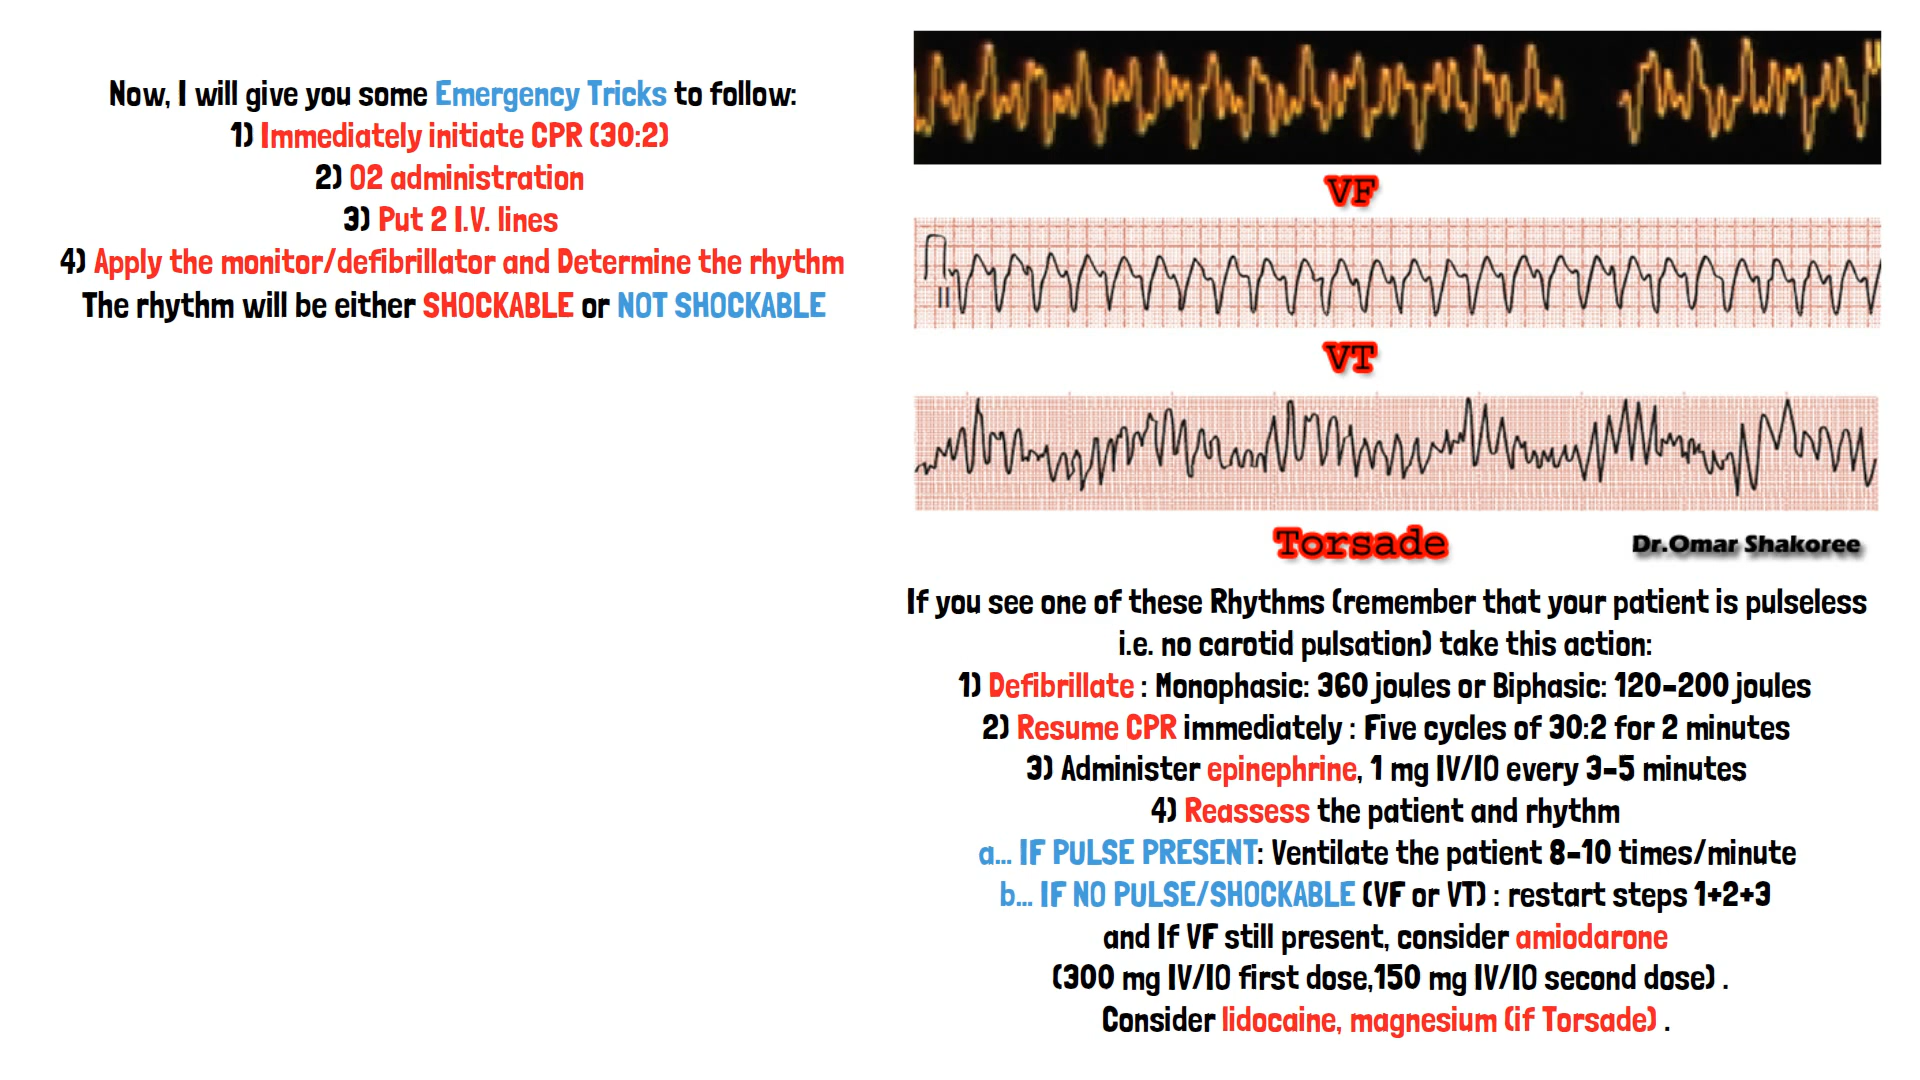 Now, I will give you some Emergency Tricks to follow:
1) Immediately initiate CPR (30:2)
2) O2 administration
3) Put 2 I.V. lines
4) Apply the monitor/defibrillator and Determine the rhythm
The rhythm will be either SHOCKABLE or NOT SHOCKABLE
VF
II
VT
Torsade
Dr.Omar Shakoree
If you see one of these Rhythms (remember that your patient is pulseless
i.e. no carotid pulsation) take this action:
1) Defibrillate : Monophasic: 360 joules or Biphasic: 120-200 joules
2) Resume CPR immediately : Five cycles of 30:2 for 2 minutes
3) Administer epinephrine, 1 mg IV/IO every 3-5 minutes
4) Reassess the patient and rhythm
a... IF PULSE PRESENT: Ventilate the patient 8-10 times/minute
b... IF NO PULSE/SHOCKABLE (VF or VT) : restart steps 1+2+3
and If VF still present, consider amiodarone
(300 mg IV/IO first dose,150 mg IV/IO second dose) .
Consider lidocaine, magnesium (if Torsade) .